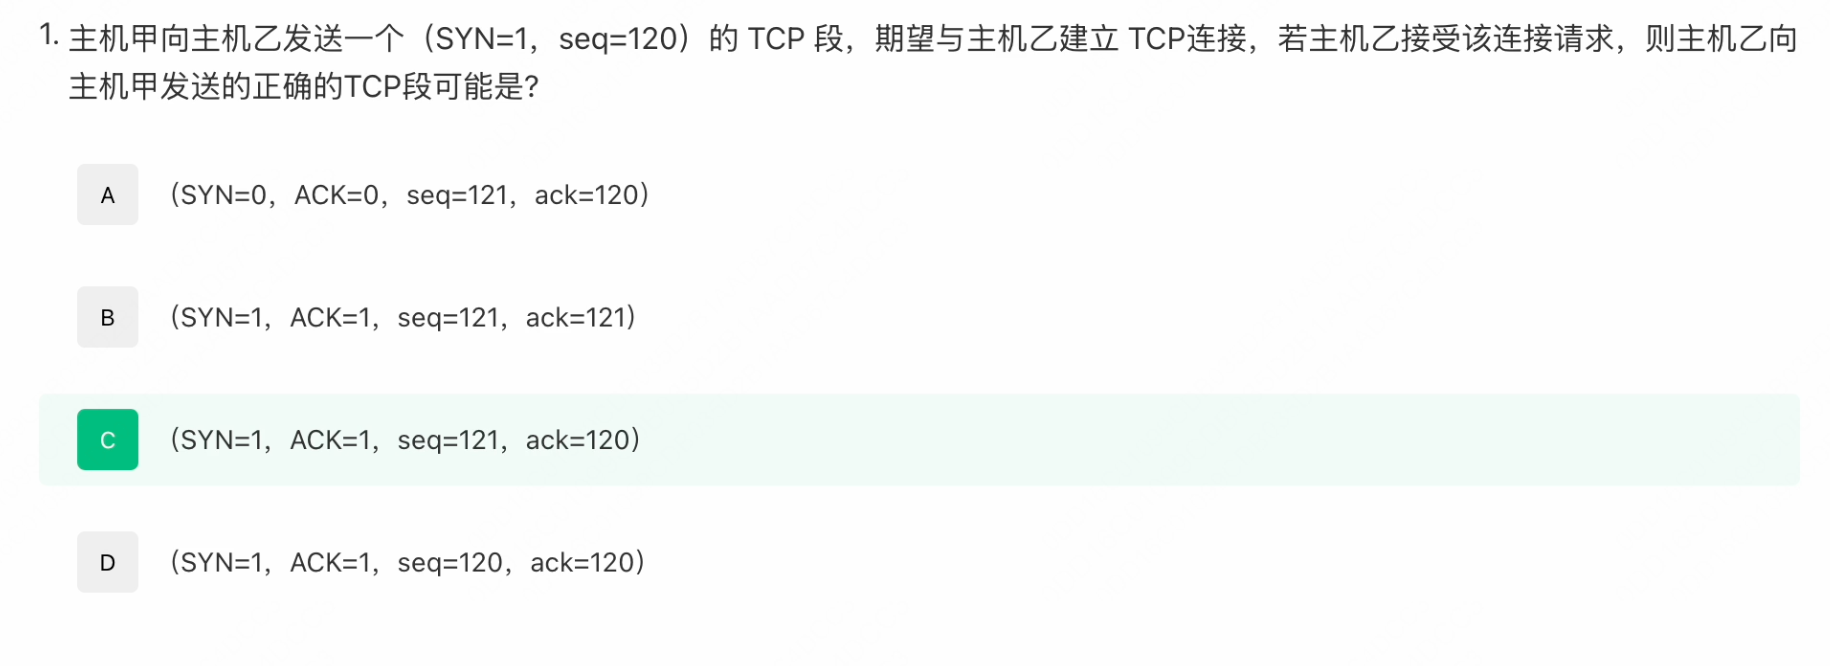 1. 主机甲向主机乙发送一个（SYN=1，seq=120）的 TCP 段，期望与主机乙建立 TCP连接，若主机乙接受该连接请求，则主机乙向
主机甲发送的正确的TCP段可能是?
A （SYN=0，ACK=0，seq=121，ack=120）
B （SYN=1，ACK=1，seq=121，ack=121）
C （SYN=1，ACK=1，seq=121，ack=120）
D （SYN=1，ACK=1，seq=120，ack=120）